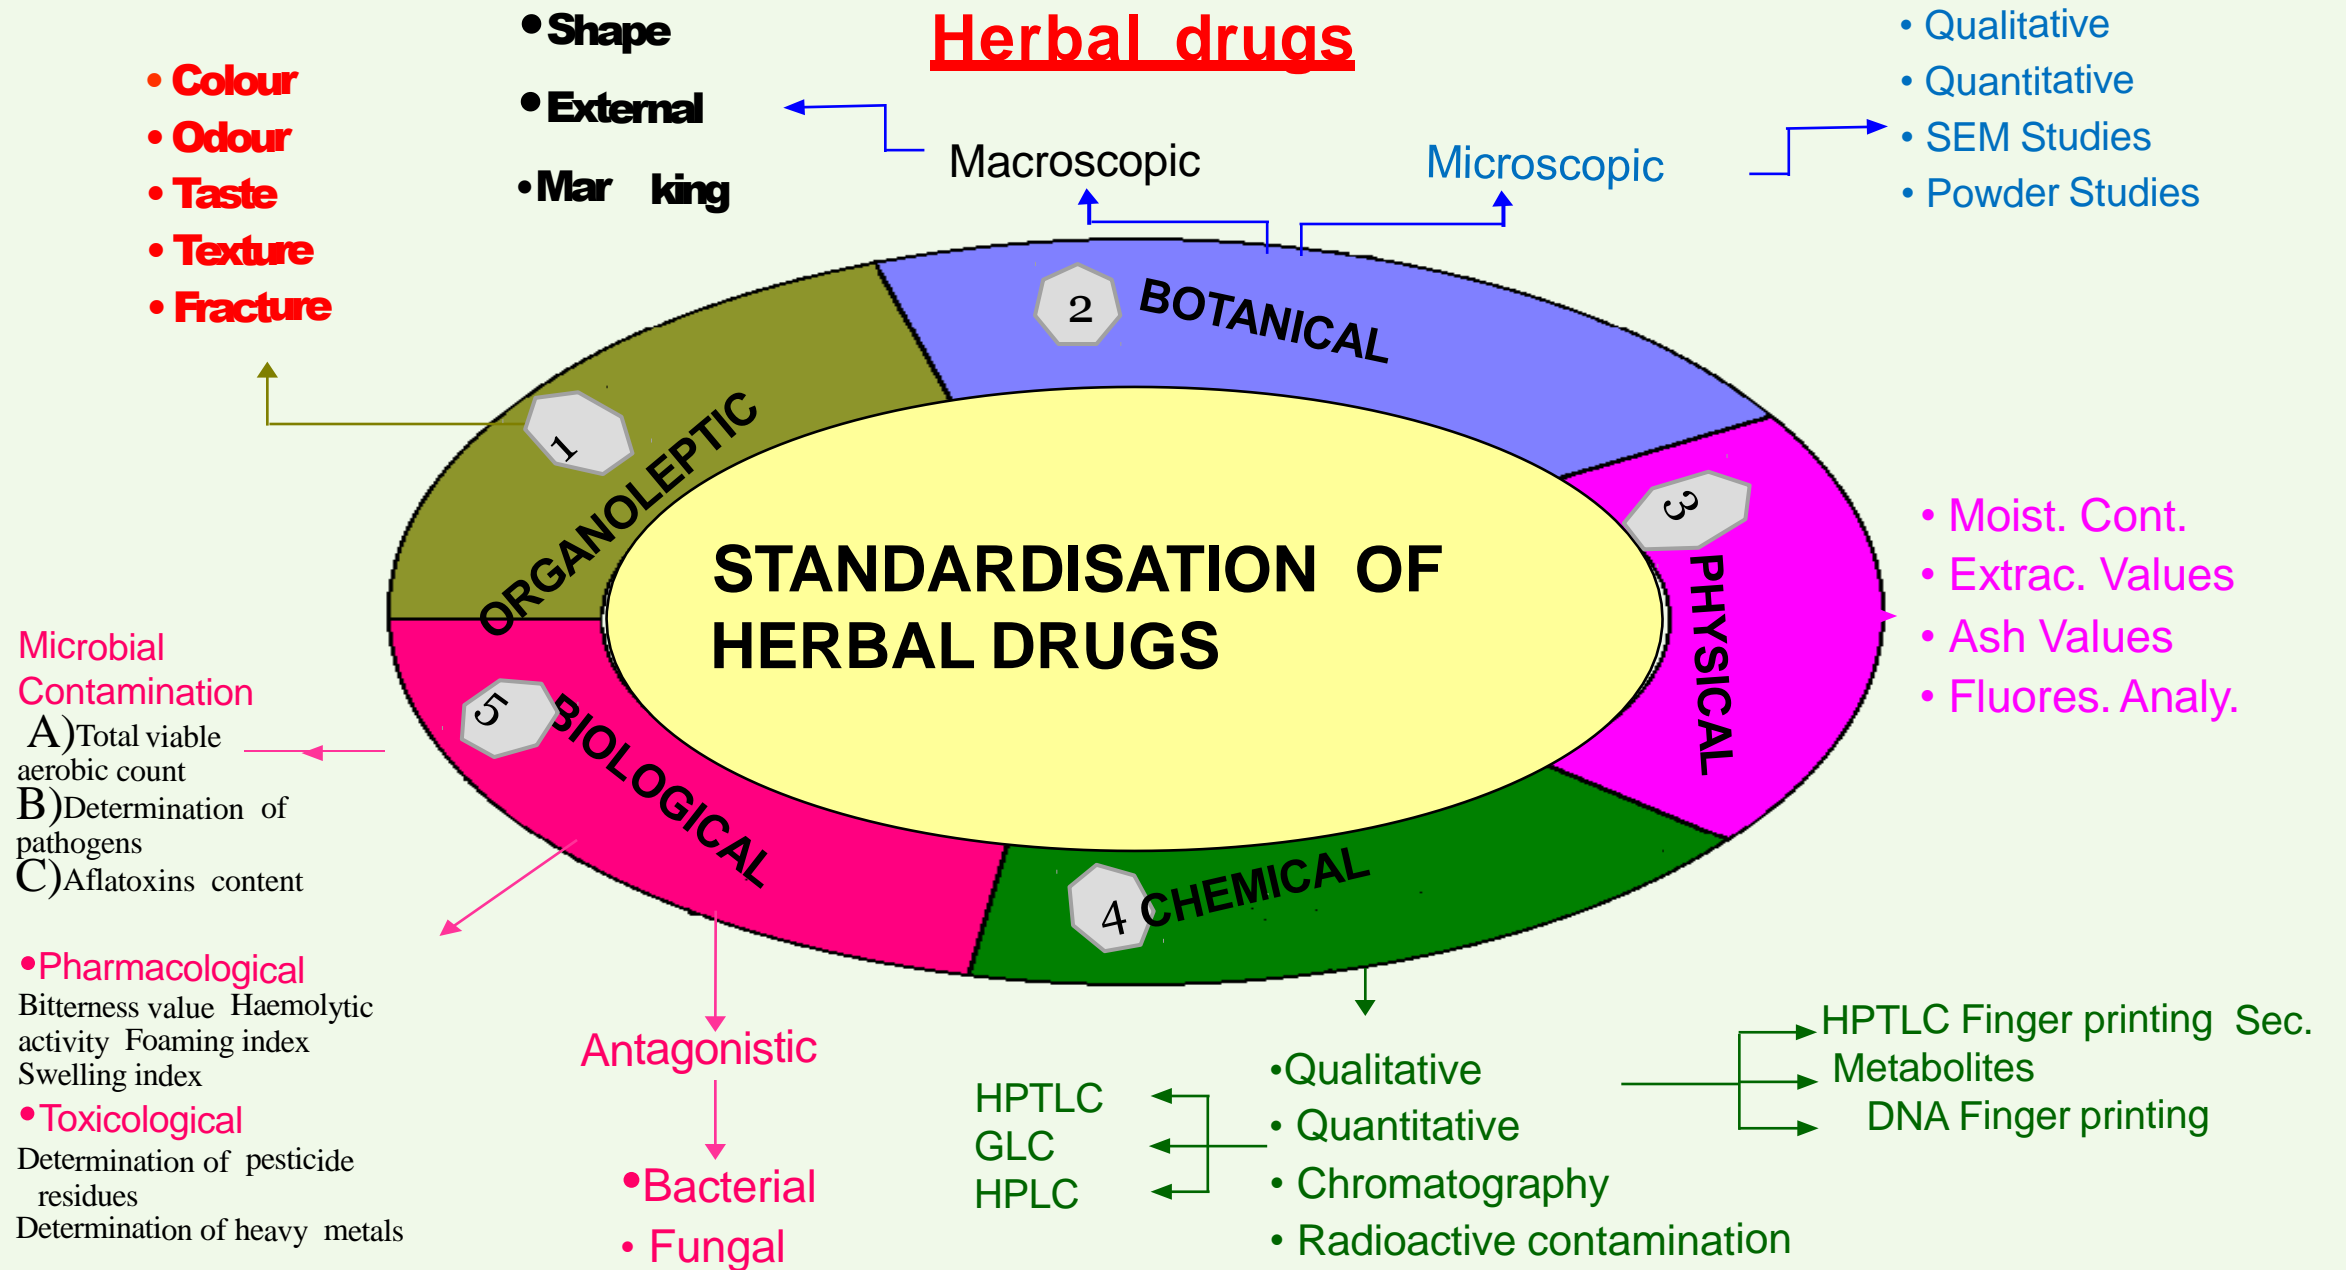 Herbal drugs
• Colour
• Odour
• Taste
• Texture
• Fracture
• Shape
• External
• Mar king
Macroscopic
Microscopic
• Qualitative
• Quantitative
• SEM Studies
• Powder Studies
1
ORGANOLEPTIC
2
BOTANICAL
3
PHYSICAL
4
CHEMICAL
5
BIOLOGICAL
STANDARDISATION OF
HERBAL DRUGS
• Moist. Cont.
• Extrac. Values
• Ash Values
• Fluores. Analy.
Microbial
Contamination
A)Total viable
aerobic count
B)Determination of
pathogens
C)Aflatoxins content
•Pharmacological
Bitterness value Haemolytic
activity Foaming index
Swelling index
•Toxicological
Determination of pesticide
residues
Determination of heavy metals
Antagonistic
•Bacterial
• Fungal
HPTLC
GLC
HPLC
•Qualitative
• Quantitative
• Chromatography
• Radioactive contamination
HPTLC Finger printing Sec.
Metabolites
DNA Finger printing